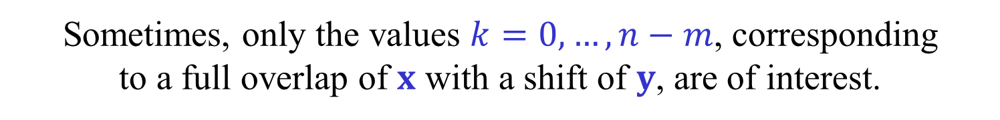 Sometimes, only the values k = 0, … , n − m, corresponding
to a full overlap of x with a shift of y, are of interest.